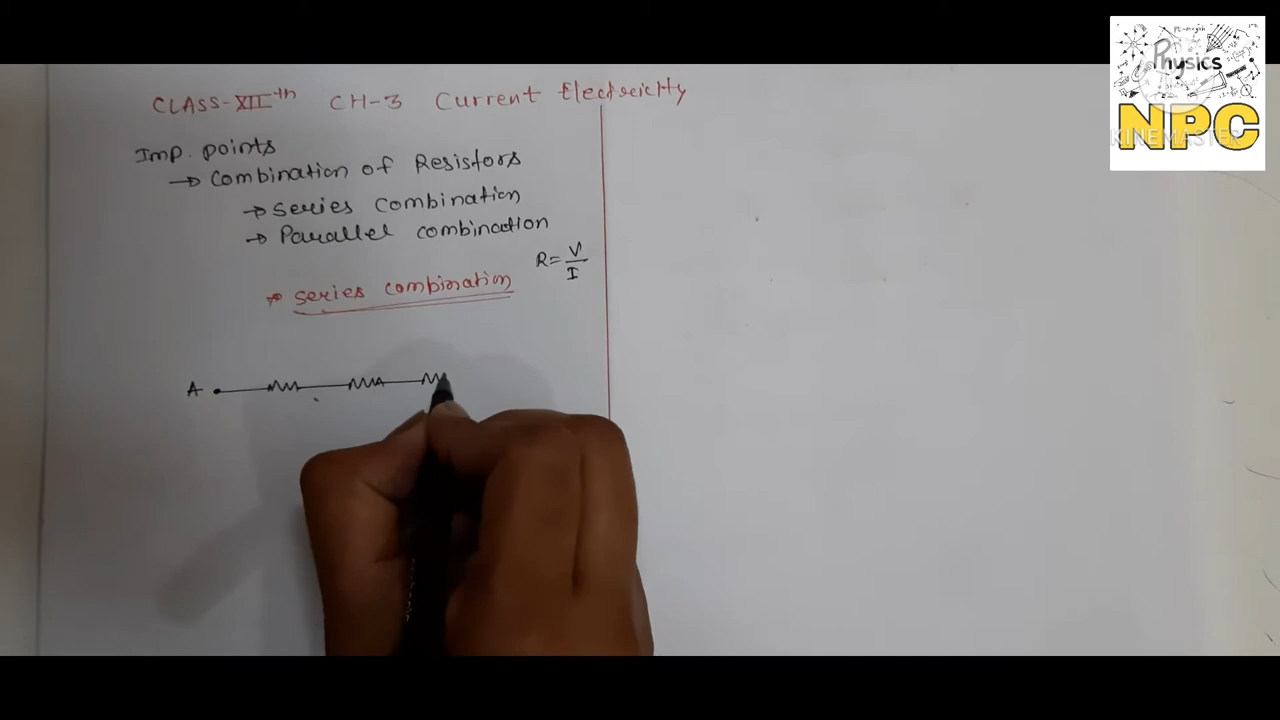 CLASS-XIIth CH-3 Current Electricity
Imp. points
→ Combination of Resistors
→ series combination
→ Parallel combination
R = V/I
* series combination
A
Physics
NPC
KINEMASTER